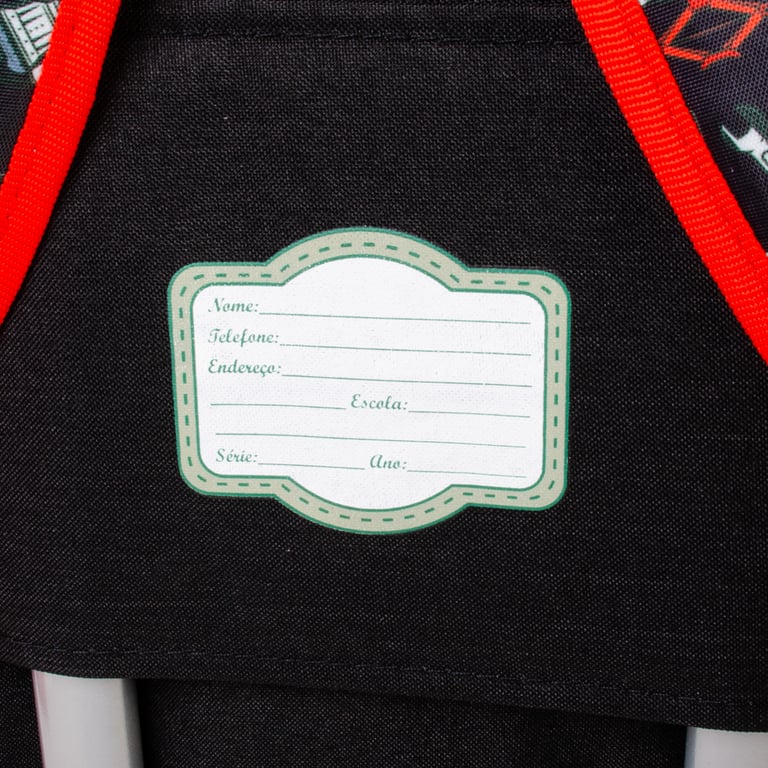 Nome:
Telefone:
Endereço:
Escola:
Série: Ano: